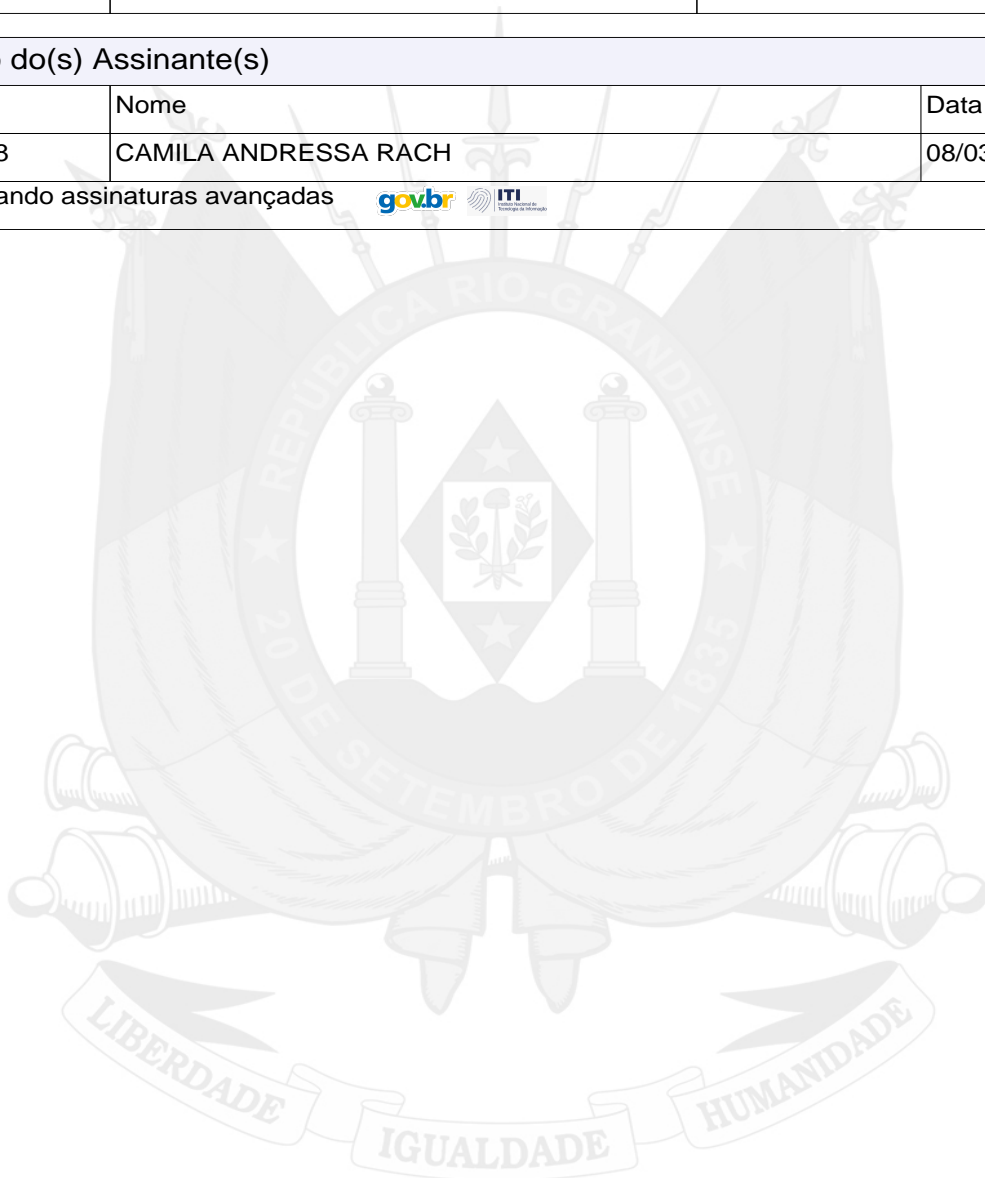 do(s) Assinante(s)
Nome Data
CAMILA ANDRESSA RACH 08/03
ando assinaturas avançadas gov.br ITI
REPÚBLICA RIO-GRANDENSE
20 DE SETEMBRO DE 1835
LIBERDADE IGUALDADE HUMANIDADE